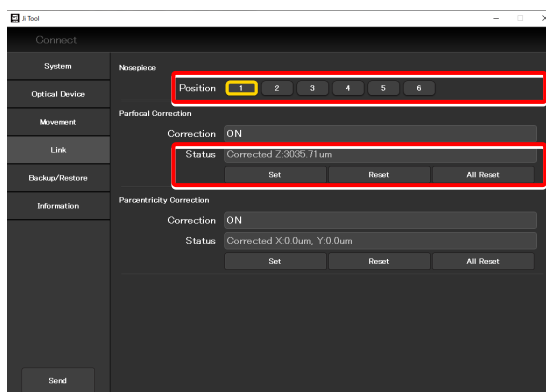 Ji Tool
Connect
System
Optical Device
Movement
Link
Backup/Restore
Information
Send
Nosepiece
Position 1 2 3 4 5 6
Parfocal Correction
Correction ON
Status Corrected Z:3035.71um
Set Reset All Reset
Parcentricity Correction
Correction ON
Status Corrected X:0.0um, Y:0.0um
Set Reset All Reset